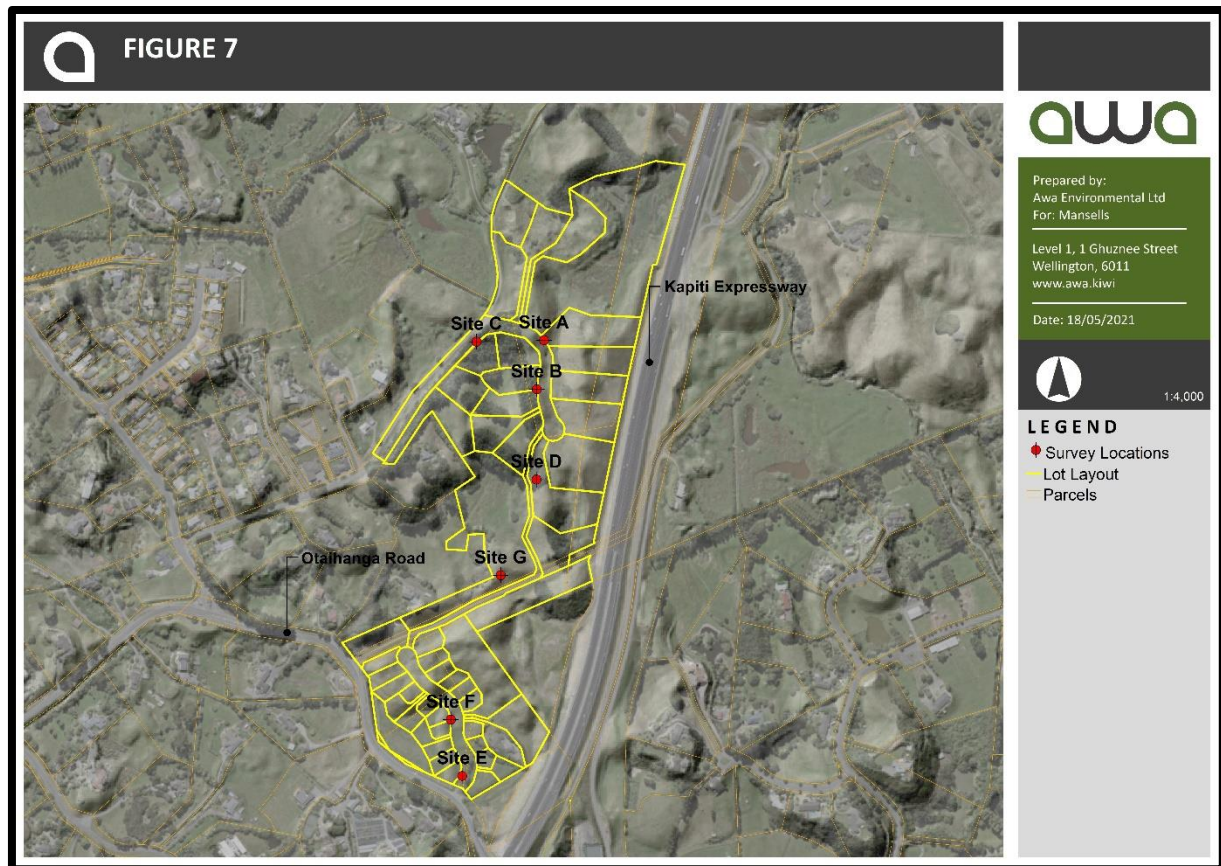 FIGURE 7
awa
Prepared by:
Awa Environmental Ltd
For: Mansells
Level 1, 1 Ghuznee Street
Wellington, 6011
www.awa.kiwi
Date: 18/05/2021
1:4,000
LEGEND
Survey Locations
Lot Layout
Parcels
Kapiti Expressway
Site C
Site A
Site B
Site D
Site G
Otaihanga Road
Site F
Site E